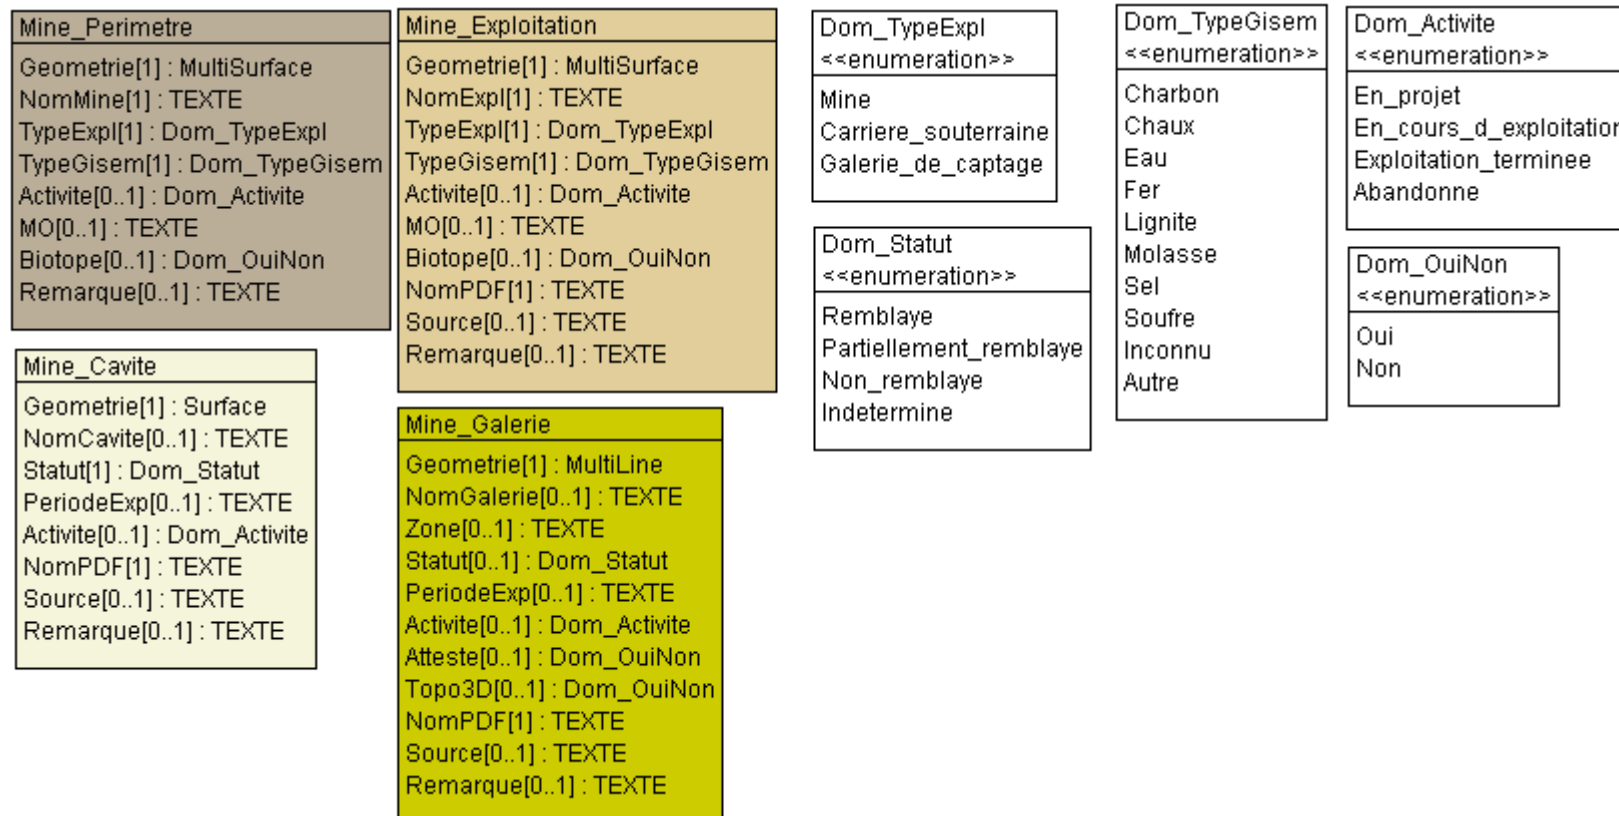 Mine_Perimetre
Geometrie[1] : MultiSurface
NomMine[1] : TEXTE
TypeExpl[1] : Dom_TypeExpl
TypeGisem[1] : Dom_TypeGisem
Activite[0..1] : Dom_Activite
MO[0..1] : TEXTE
Biotope[0..1] : Dom_OuiNon
Remarque[0..1] : TEXTE
Mine_Cavite
Geometrie[1] : Surface
NomCavite[0..1] : TEXTE
Statut[1] : Dom_Statut
PeriodeExp[0..1] : TEXTE
Activite[0..1] : Dom_Activite
NomPDF[1] : TEXTE
Source[0..1] : TEXTE
Remarque[0..1] : TEXTE
Mine_Exploitation
Geometrie[1] : MultiSurface
NomExpl[1] : TEXTE
TypeExpl[1] : Dom_TypeExpl
TypeGisem[1] : Dom_TypeGisem
Activite[0..1] : Dom_Activite
MO[0..1] : TEXTE
Biotope[0..1] : Dom_OuiNon
NomPDF[1] : TEXTE
Source[0..1] : TEXTE
Remarque[0..1] : TEXTE
Mine_Galerie
Geometrie[1] : MultiLine
NomGalerie[0..1] : TEXTE
Zone[0..1] : TEXTE
Statut[0..1] : Dom_Statut
PeriodeExp[0..1] : TEXTE
Activite[0..1] : Dom_Activite
Atteste[0..1] : Dom_OuiNon
Topo3D[0..1] : Dom_OuiNon
NomPDF[1] : TEXTE
Source[0..1] : TEXTE
Remarque[0..1] : TEXTE
Dom_TypeExpl
<<enumeration>>
Mine
Carriere_souterraine
Galerie_de_captage
Dom_Statut
<<enumeration>>
Remblaye
Partiellement_remblaye
Non_remblaye
Indetermine
Dom_TypeGisem
<<enumeration>>
Charbon
Chaux
Eau
Fer
Lignite
Molasse
Sel
Soufre
Inconnu
Autre
Dom_Activite
<<enumeration>>
En_projet
En_cours_d_exploitation
Exploitation_terminee
Abandonne
Dom_OuiNon
<<enumeration>>
Oui
Non